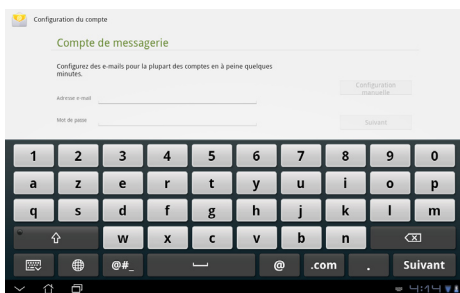 Configuration du compte
Compte de messagerie
Configurez des e-mails pour la plupart des comptes en à peine quelques
minutes.
Configuration
manuelle
Adresse e-mail
Mot de passe
Suivant
1 2 3 4 5 6 7 8 9 0
a z e r t y u i o p
q s d f g h j k l m
w x c v b n
@#_ @ .com . Suivant
4:14